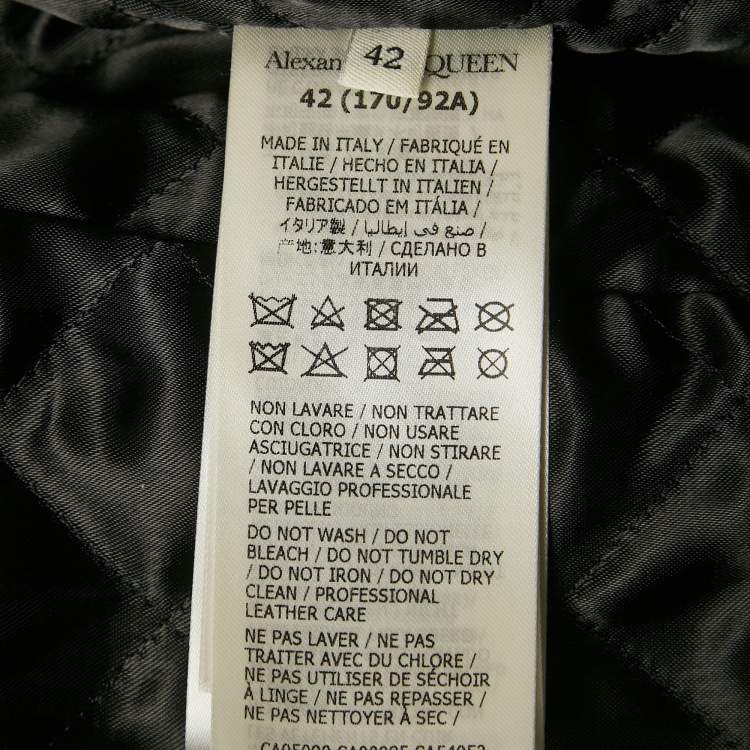 42
QUEEN
42 (170/92A)
MADE IN ITALY / FABRIQUÉ EN
ITALIE / HECHO EN ITALIA /
HERGESTELLT IN ITALIEN /
FABRICADO EM ITÁLIA /
イタリア製 / صنع في إيطاليا /
产地:意大利 / СДЕЛАНО В
ИТАЛИИ
NON LAVARE / NON TRATTARE
CON CLORO / NON USARE
ASCIUGATRICE / NON STIRARE
/ NON LAVARE A SECCO /
LAVAGGIO PROFESSIONALE
PER PELLE
DO NOT WASH / DO NOT
BLEACH / DO NOT TUMBLE DRY
/ DO NOT IRON / DO NOT DRY
CLEAN / PROFESSIONAL
LEATHER CARE
NE PAS LAVER / NE PAS
TRAITER AVEC DU CHLORE /
NE PAS UTILISER DE SÉCHOIR
À LINGE / NE PAS REPASSER /
NE PAS NETTOYER À SEC /